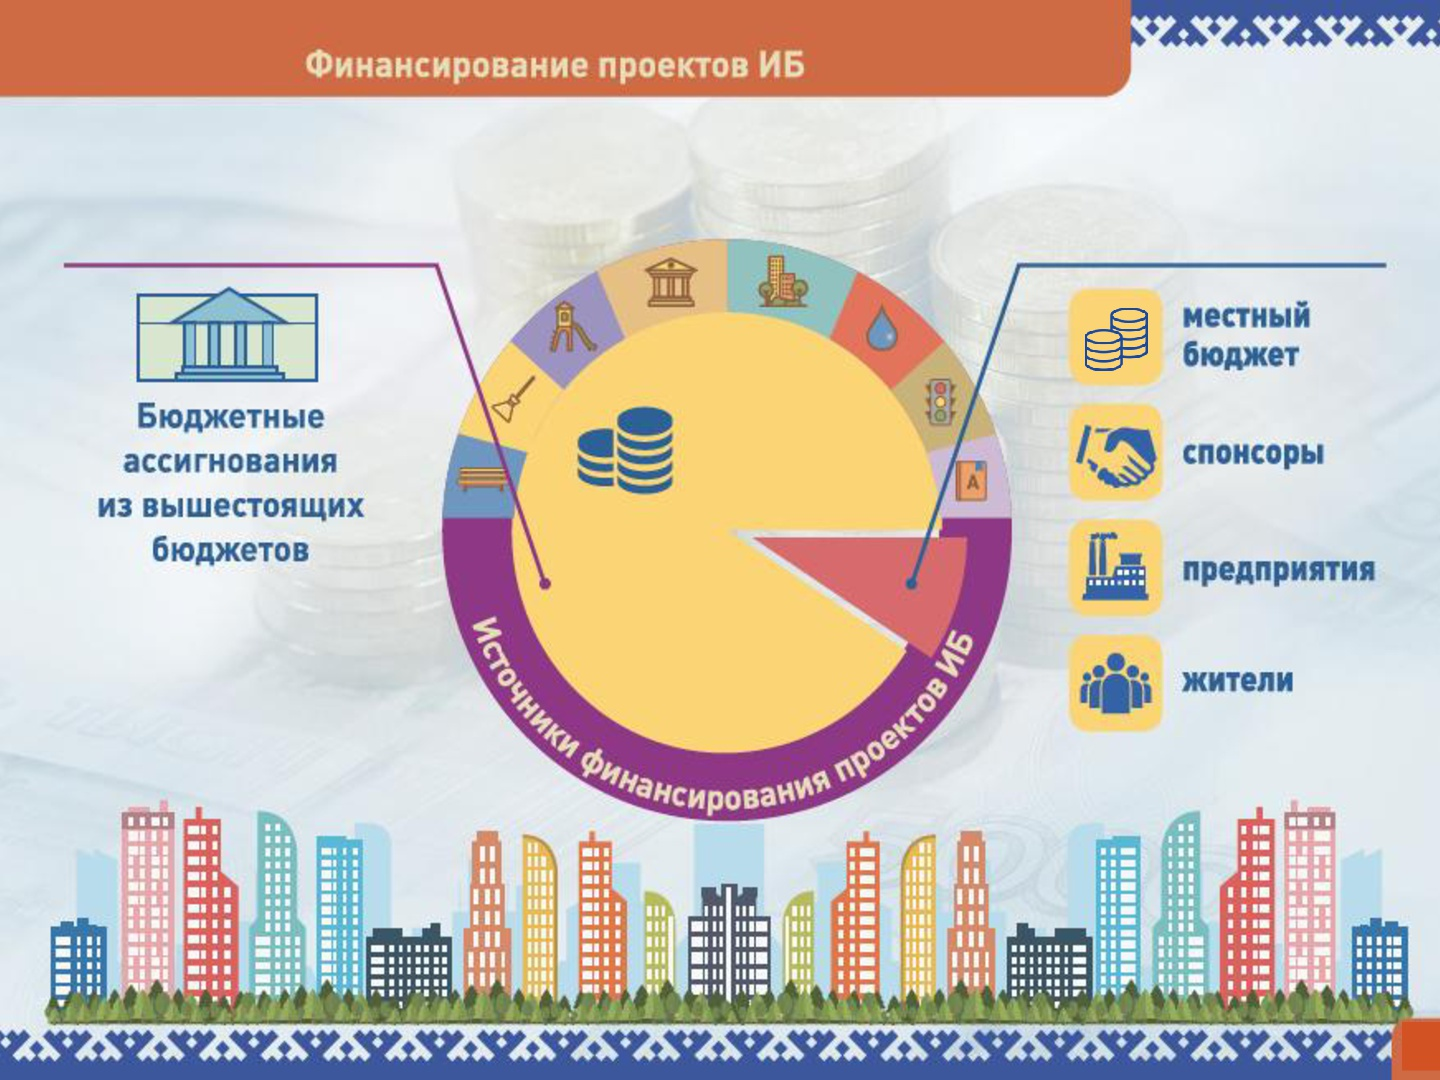 Финансирование проектов ИБ
Бюджетные
ассигнования
из вышестоящих
бюджетов
местный
бюджет
спонсоры
предприятия
жители
А
Источники финансирования проектов ИБ